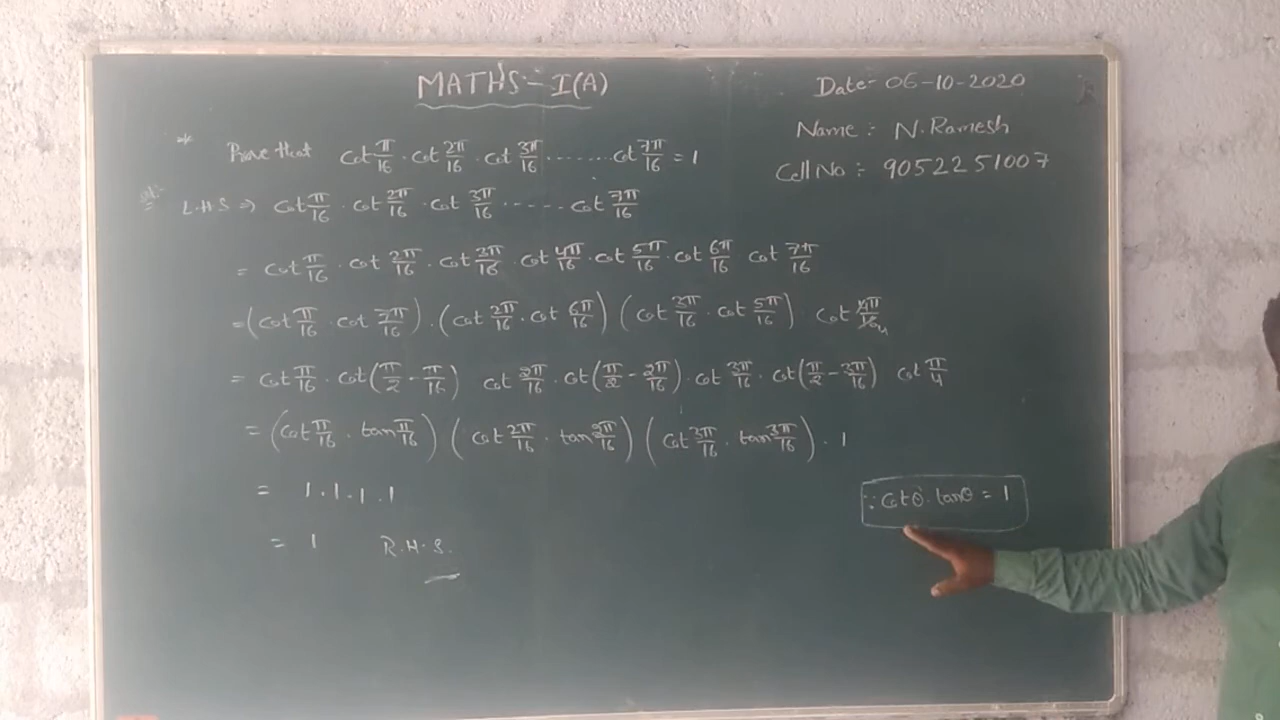 MATHS - I(A)
Date- 06-10-2020
Name : N. Ramesh
Cell No : 9052251007
* Prove that cot π/16 · cot 2π/16 · cot 3π/16 ....... cot 7π/16 = 1
L.H.S ⇒ cot π/16 · cot 2π/16 · cot 3π/16 ...... cot 7π/16
= cot π/16 · cot 2π/16 · cot 3π/16 · cot 4π/16 · cot 5π/16 · cot 6π/16 cot 7π/16
= (cot π/16 · cot 7π/16) · (cot 2π/16 · cot 6π/16) (cot 3π/16 · cot 5π/16) cot 4π/16 4
= cot π/16 · cot(π/2 - π/16) cot 2π/16 · cot(π/2 - 2π/16) · cot 3π/16 · cot(π/2 - 3π/16) cot π/4
= (cot π/16 · tan π/16) (cot 2π/16 · tan 2π/16) (cot 3π/16 · tan 3π/16) · 1
= 1 · 1 · 1 · 1
∵ cot θ · tan θ = 1
= 1 R.H.S.